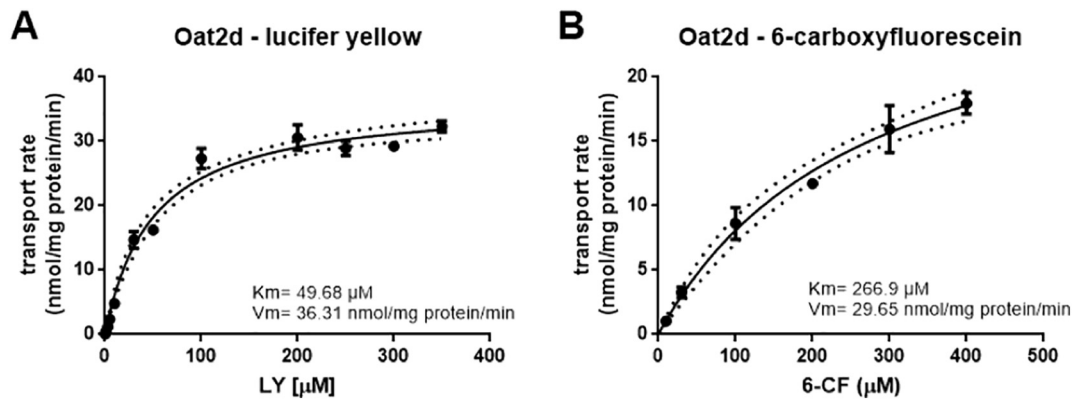 A
Oat2d - lucifer yellow
transport rate
(nmol/mg protein/min)
40
30
20
10
0
0 100 200 300 400
LY [µM]
Km= 49.68 µM
Vm= 36.31 nmol/mg protein/min
B
Oat2d - 6-carboxyfluorescein
transport rate
(nmol/mg protein/min)
20
15
10
5
0
0 100 200 300 400 500
6-CF (µM)
Km= 266.9 µM
Vm= 29.65 nmol/mg protein/min